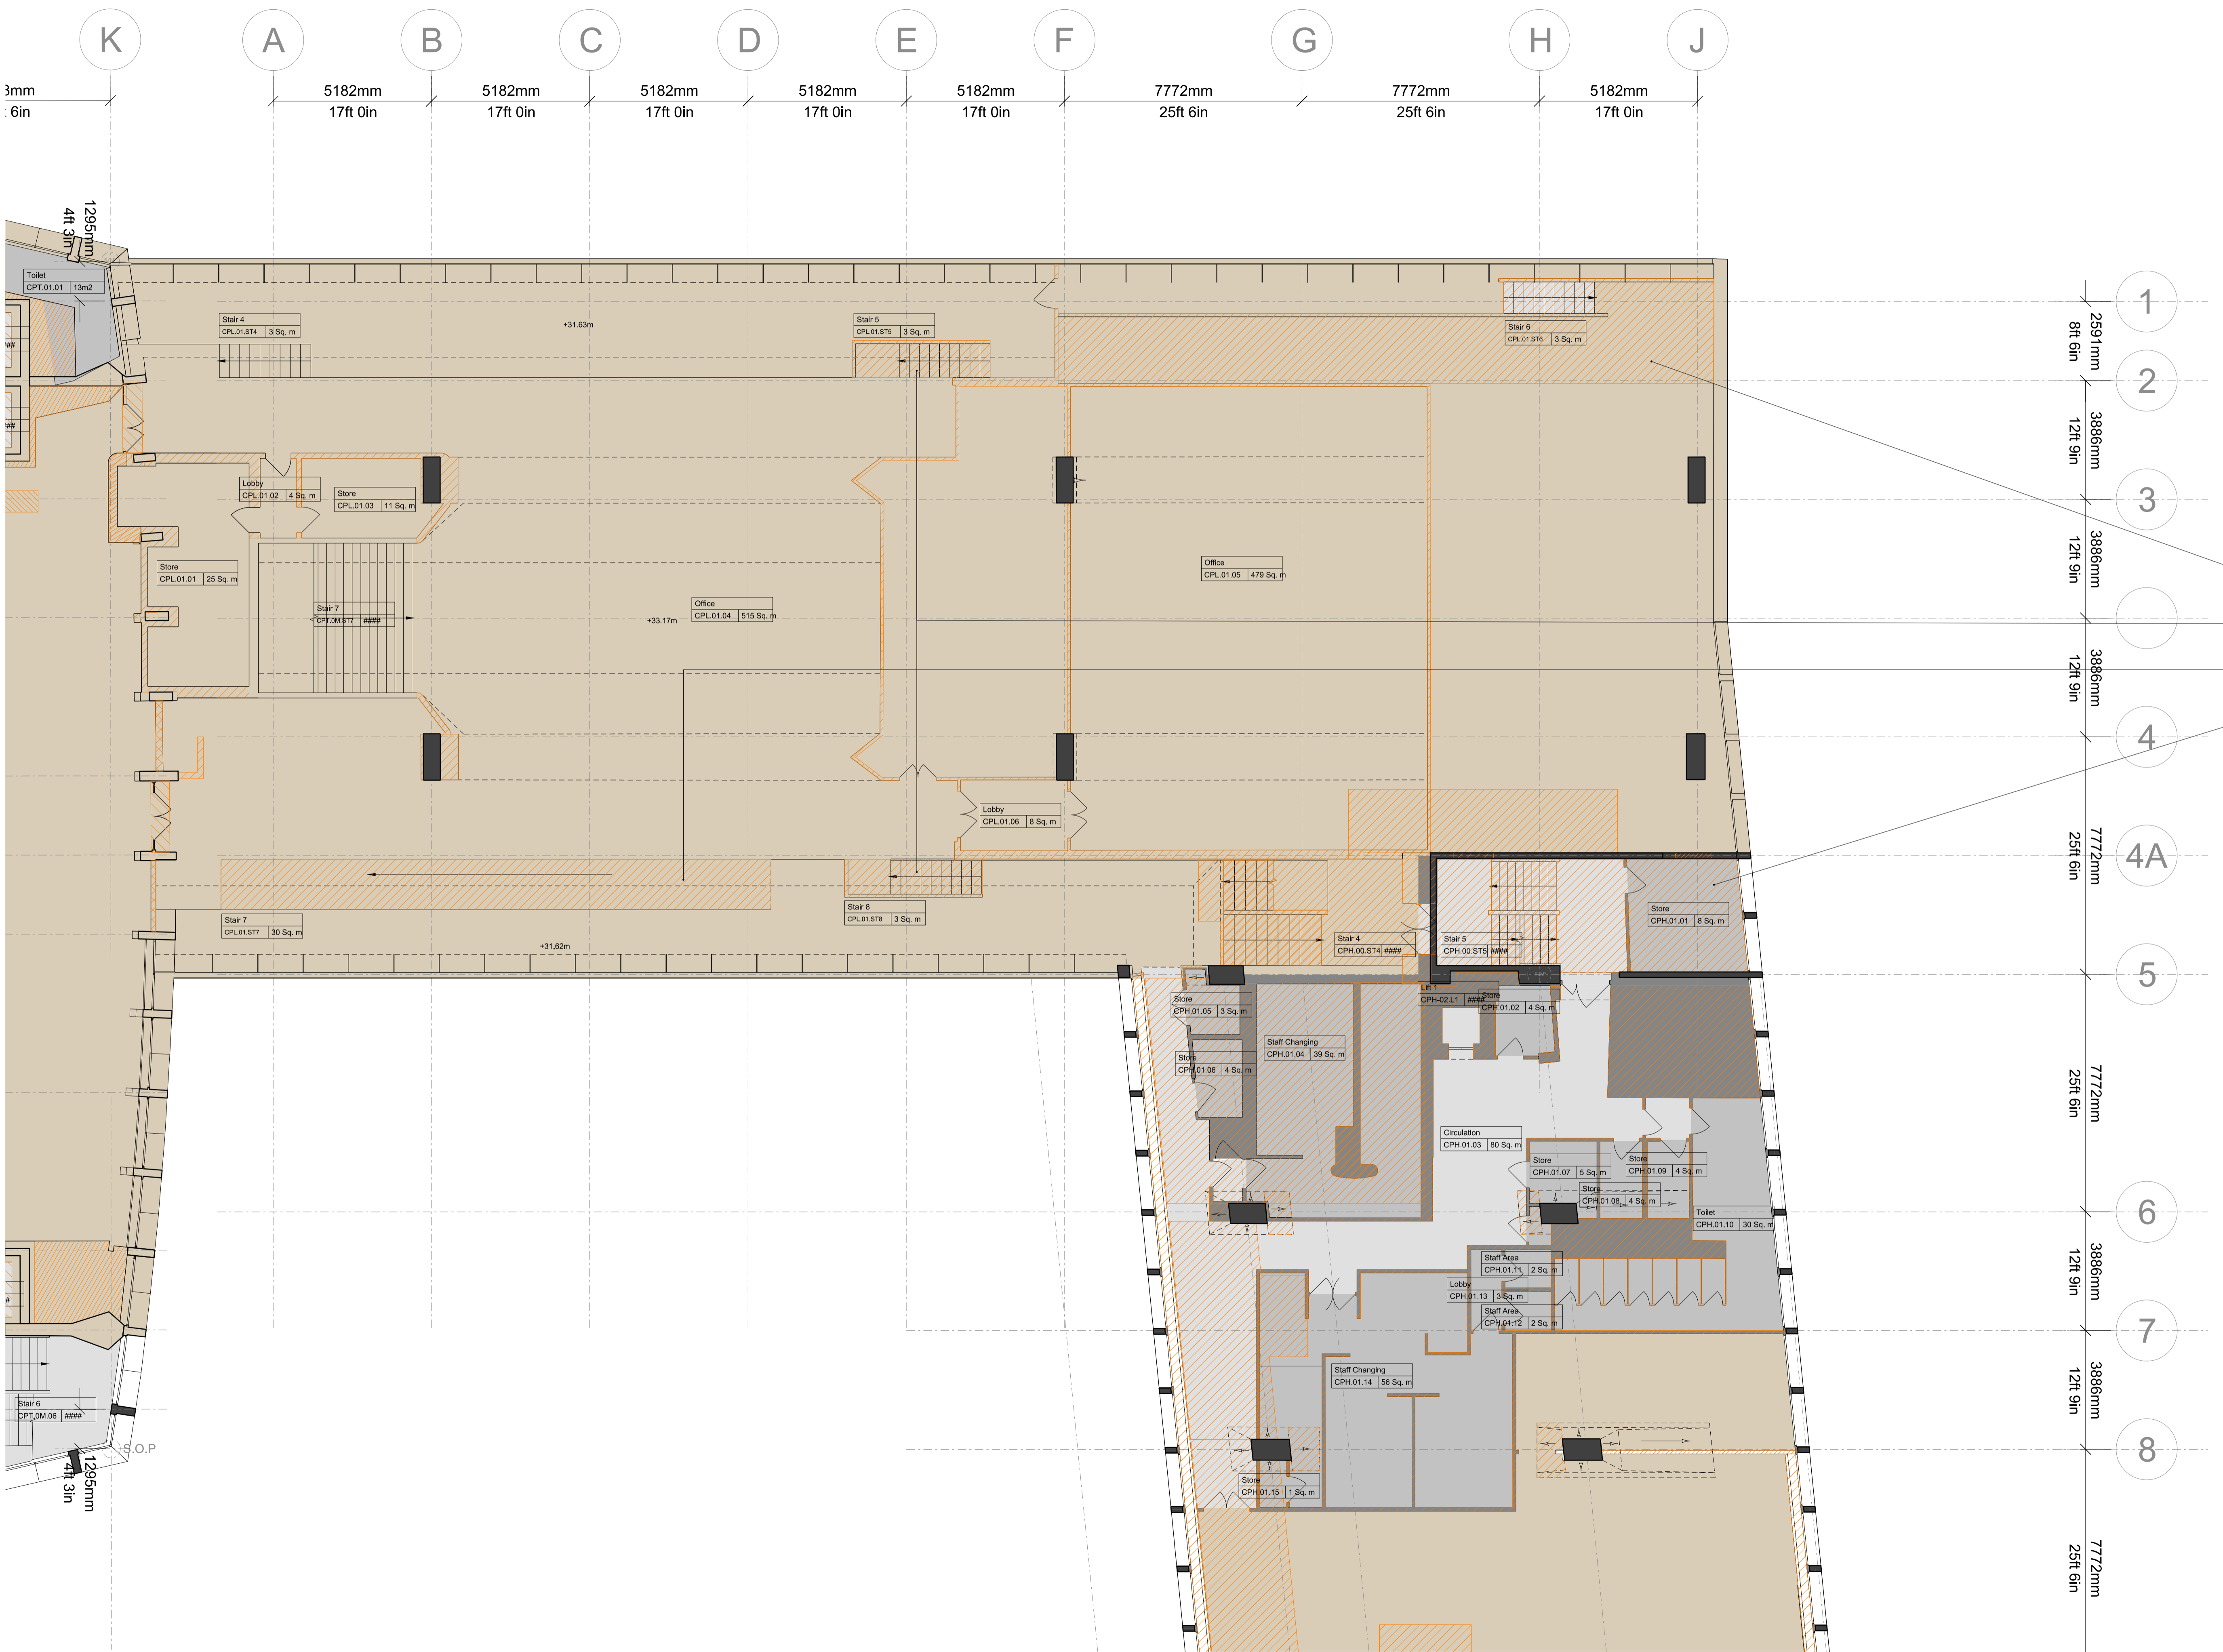 K A B C D E F G H J
3mm 5182mm 5182mm 5182mm 5182mm 5182mm 7772mm 7772mm 5182mm
6in 17ft 0in 17ft 0in 17ft 0in 17ft 0in 17ft 0in 25ft 6in 25ft 6in 17ft 0in
1295mm
4ft 3in
Toilet
CPT.01.01 13m2
1
2591mm
8ft 6in
Stair 4
CPL.01.ST4 3 Sq. m
+31.63m
Stair 5
CPL.01.ST5 3 Sq. m
Stair 6
CPL.01.ST6 3 Sq. m
##
2
##
3886mm
12ft 9in
Lobby
CPL.01.02 4 Sq. m
Store
CPL.01.03 11 Sq. m
3
3886mm
12ft 9in
Store
CPL.01.01 25 Sq. m
Office
CPL.01.05 479 Sq. m
Stair 7
CPT.0M.ST7 ####
Office
CPL.01.04 515 Sq. m
+33.17m
3886mm
12ft 9in
4
Lobby
CPL.01.06 8 Sq. m
7772mm
25ft 6in
4A
Stair 7
CPL.01.ST7 30 Sq. m
Stair 8
CPL.01.ST8 3 Sq. m
+31,62m
Stair 4
CPH.00.ST4 ####
Stair 5
CPH.00.ST5 ####
Store
CPH.01.01 8 Sq. m
5
Store
CPH.01.05 3 Sq. m
Lift 1
CPH-02.L1 ####
Store
CPH.01.02 4 Sq. m
Staff Changing
CPH.01.04 39 Sq. m
Store
CPH.01.06 4 Sq. m
7772mm
25ft 6in
Circulation
CPH.01.03 80 Sq. m
Store
CPH.01.07 5 Sq. m
Store
CPH.01.09 4 Sq. m
Store
CPH.01.08 4 Sq. m
Toilet
CPH.01.10 30 Sq. m
6
Staff Area
CPH.01.11 2 Sq. m
Lobby
CPH.01.13 3 Sq. m
Staff Area
CPH.01.12 2 Sq. m
3886mm
12ft 9in
7
Staff Changing
CPH.01.14 56 Sq. m
3886mm
12ft 9in
Stair 6
CPT.0M.06 ####
S.O.P
8
1295mm
4ft 3in
Store
CPH.01.15 1 Sq. m
7772mm
25ft 6in